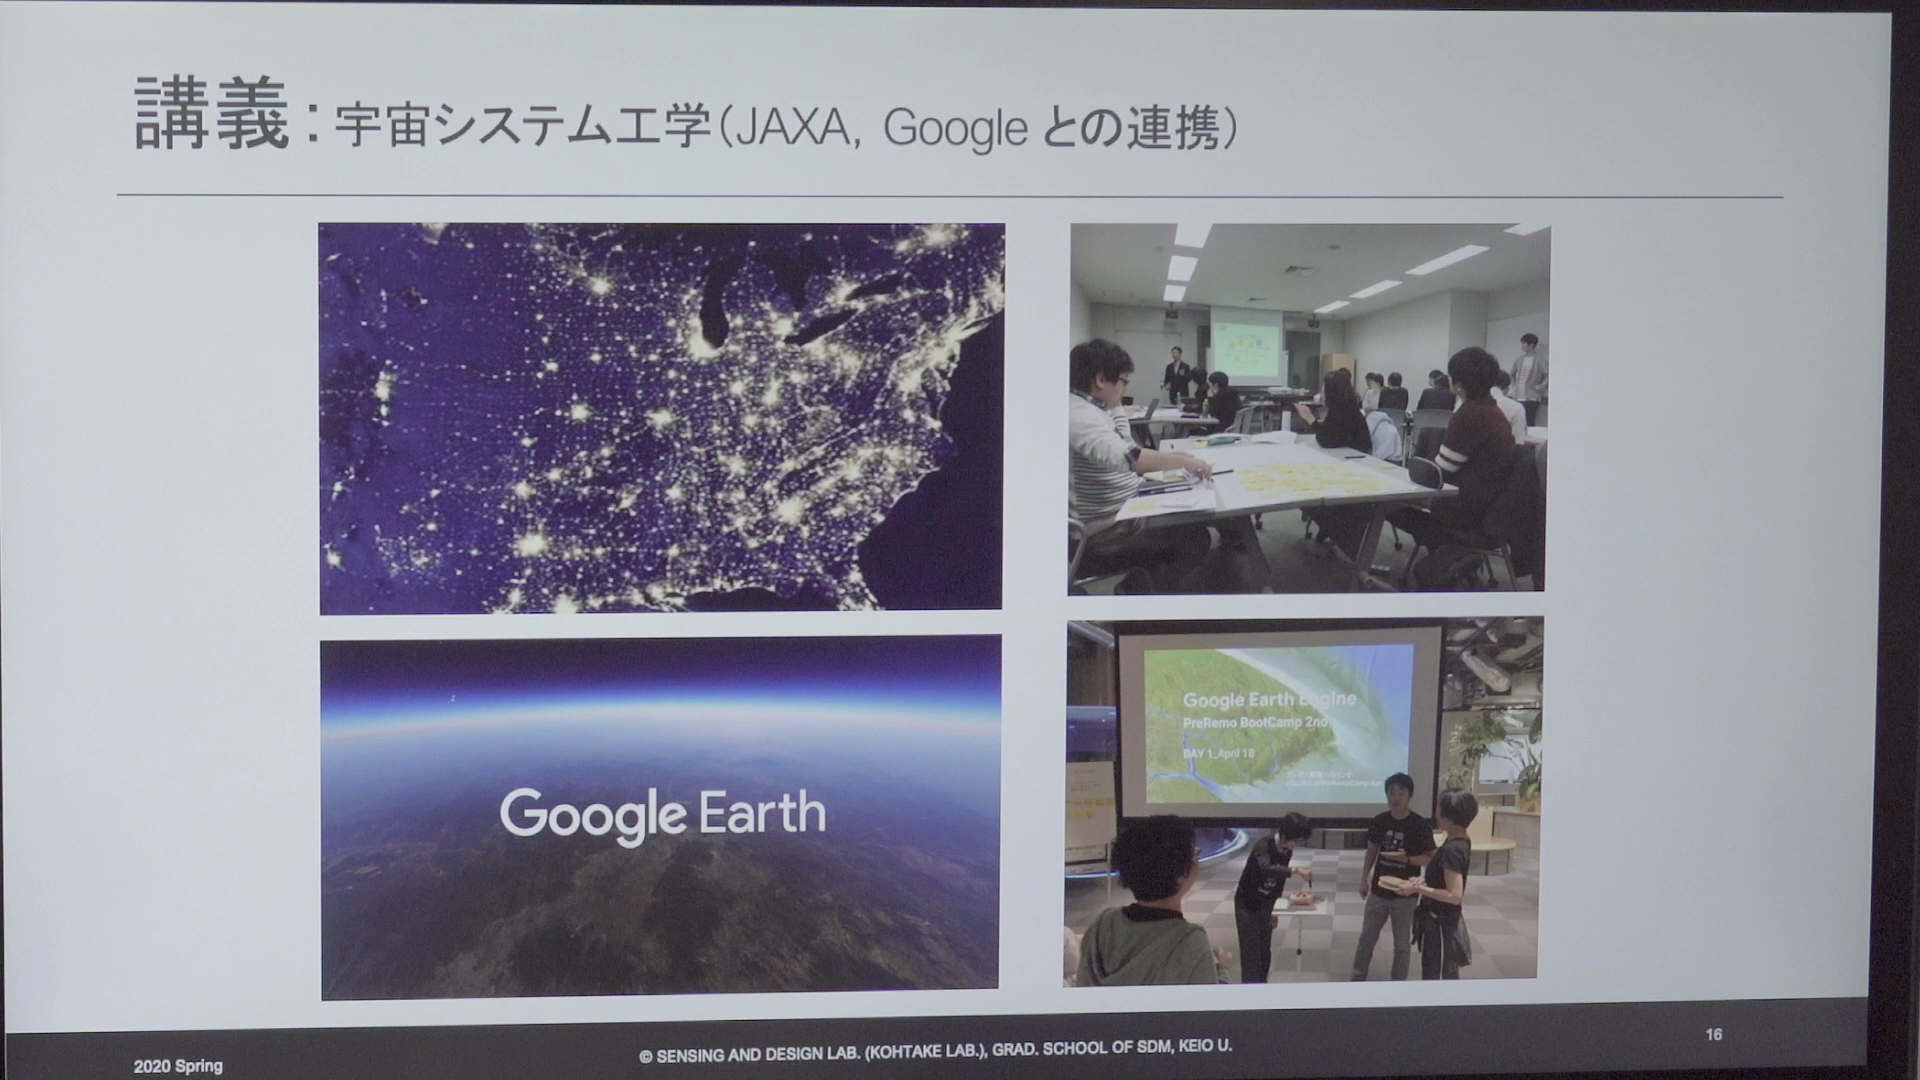 講義：宇宙システム工学（JAXA, Google との連携）
Google Earth
Google Earth Engine
PreRemo BootCamp 2nd
DAY 1_April 18
2020 Spring
© SENSING AND DESIGN LAB. (KOHTAKE LAB.), GRAD. SCHOOL OF SDM, KEIO U.
16